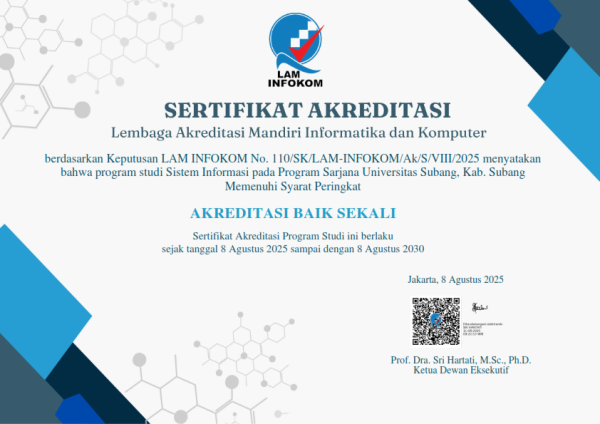 LAM
INFOKOM
SERTIFIKAT AKREDITASI
Lembaga Akreditasi Mandiri Informatika dan Komputer
berdasarkan Keputusan LAM INFOKOM No. 110/SK/LAM-INFOKOM/Ak/S/VIII/2025 menyatakan
bahwa program studi Sistem Informasi pada Program Sarjana Universitas Subang, Kab. Subang
Memenuhi Syarat Peringkat
AKREDITASI BAIK SEKALI
Sertifikat Akreditasi Program Studi ini berlaku
sejak tanggal 8 Agustus 2025 sampai dengan 8 Agustus 2030
Jakarta, 8 Agustus 2025
Prof. Dra. Sri Hartati, M.Sc., Ph.D.
Ketua Dewan Eksekutif